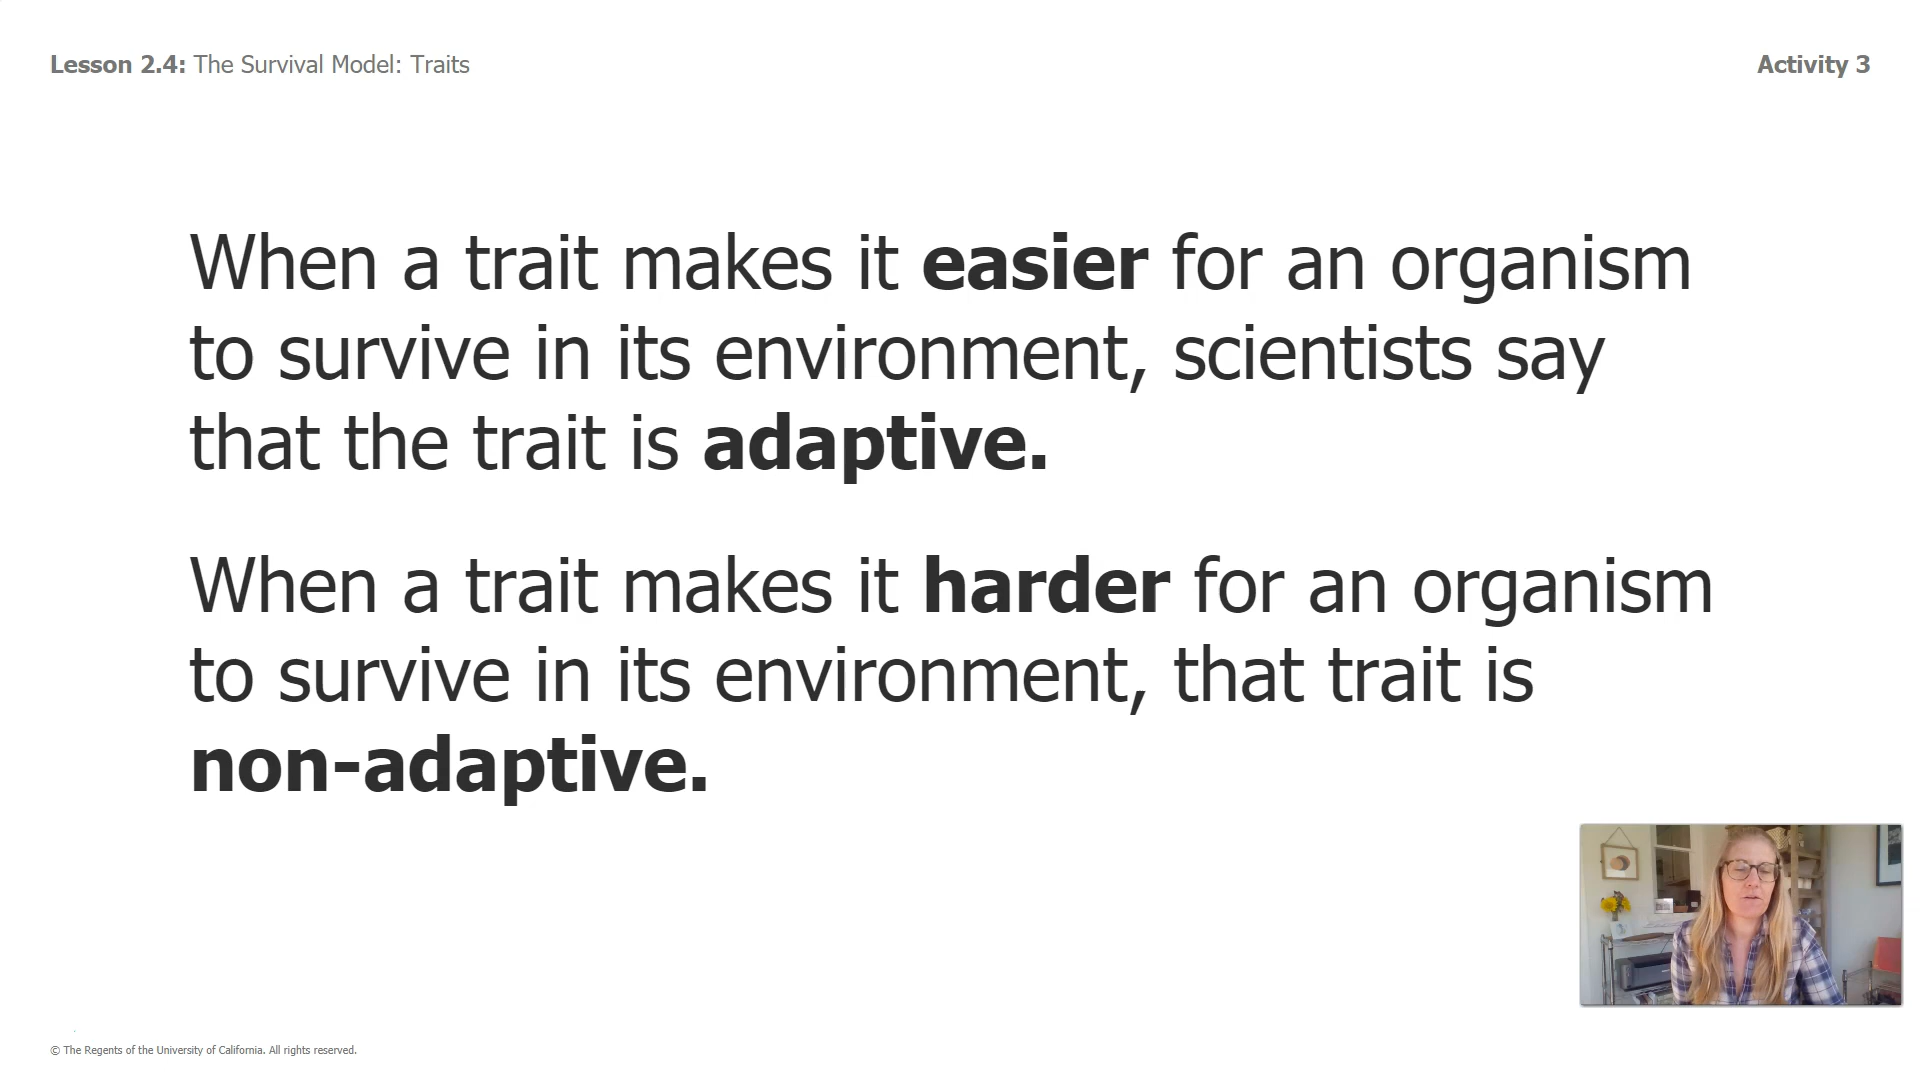 Lesson 2.4: The Survival Model: Traits
Activity 3
When a trait makes it easier for an organism
to survive in its environment, scientists say
that the trait is adaptive.
When a trait makes it harder for an organism
to survive in its environment, that trait is
non-adaptive.
© The Regents of the University of California. All rights reserved.